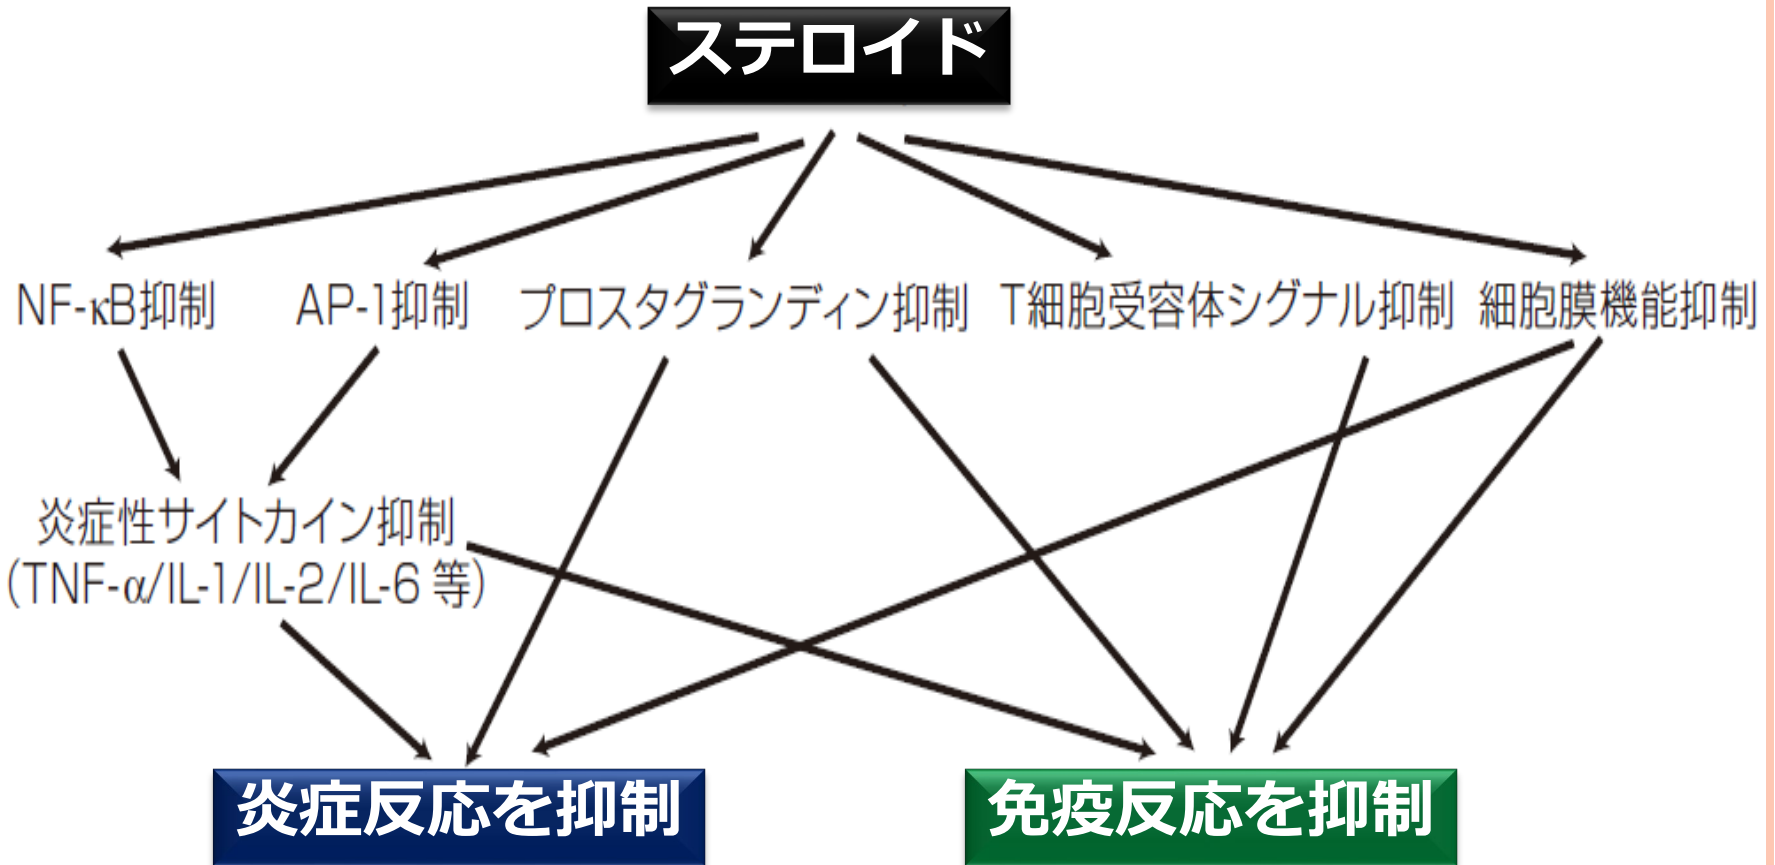 ステロイド
NF-κB抑制
AP-1抑制
プロスタグランディン抑制
T細胞受容体シグナル抑制
細胞膜機能抑制
炎症性サイトカイン抑制
(TNF-α/IL-1/IL-2/IL-6 等)
炎症反応を抑制
免疫反応を抑制